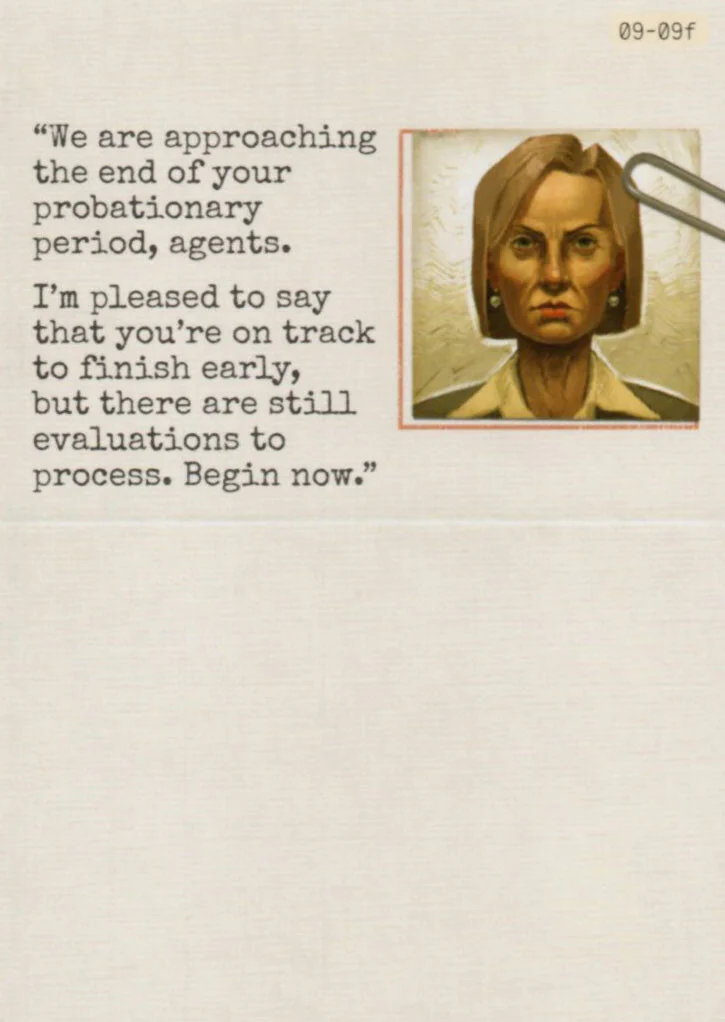 09-09f
“We are approaching
the end of your
probationary
period, agents.
I’m pleased to say
that you’re on track
to finish early,
but there are still
evaluations to
process. Begin now.”